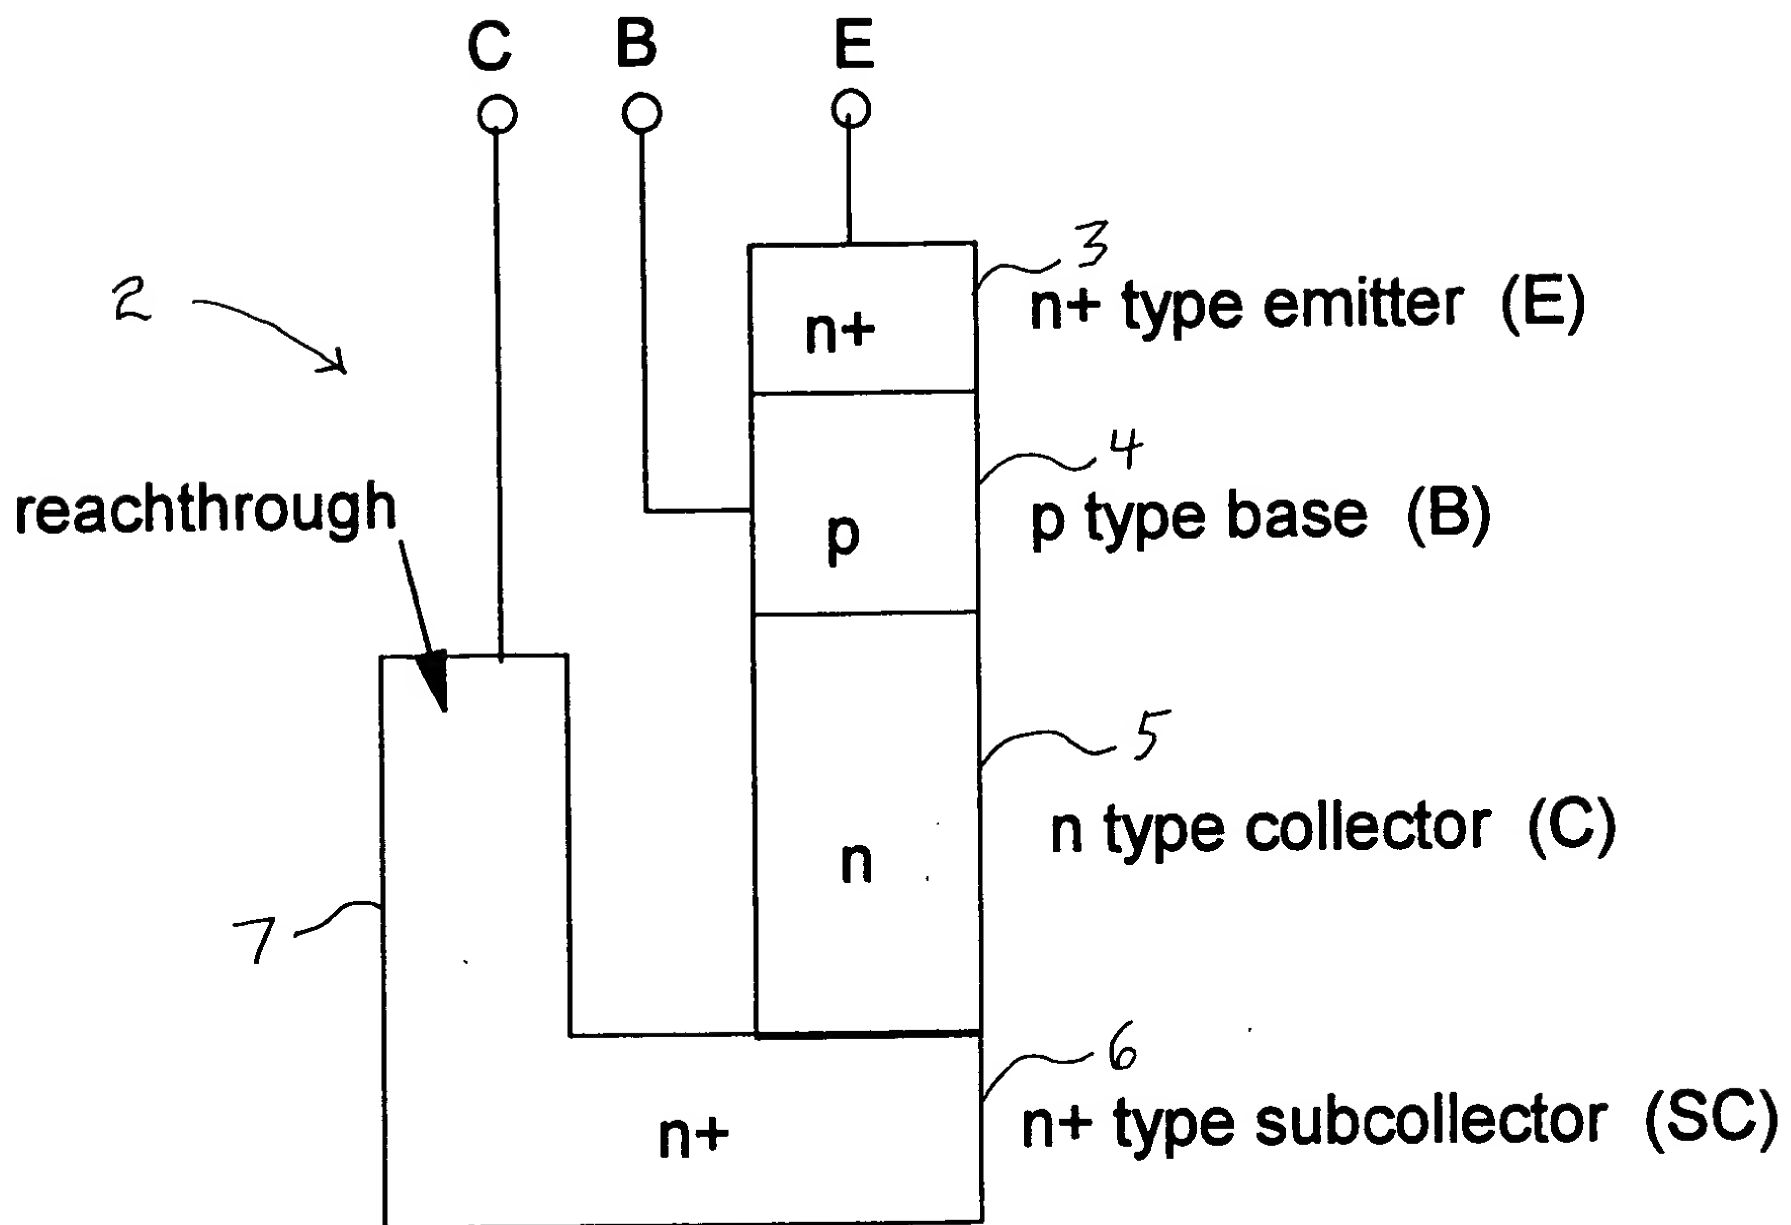 C B E
3
n+ n+ type emitter (E)
2
4
reachthrough
p p type base (B)
5
n n type collector (C)
7
6
n+ n+ type subcollector (SC)